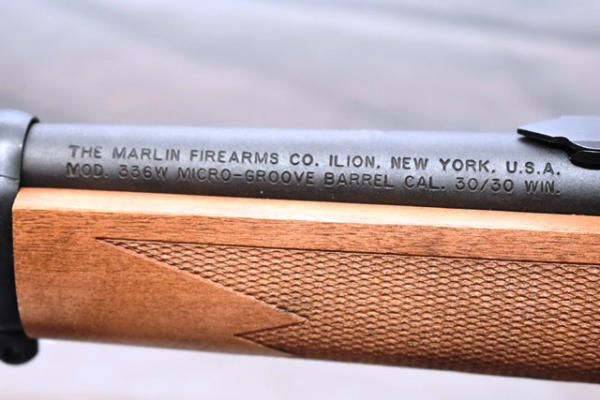 THE MARLIN FIREARMS CO. ILION, NEW YORK, U.S.A.
MOD. 336W MICRO-GROOVE BARREL CAL. 30/30 WIN.